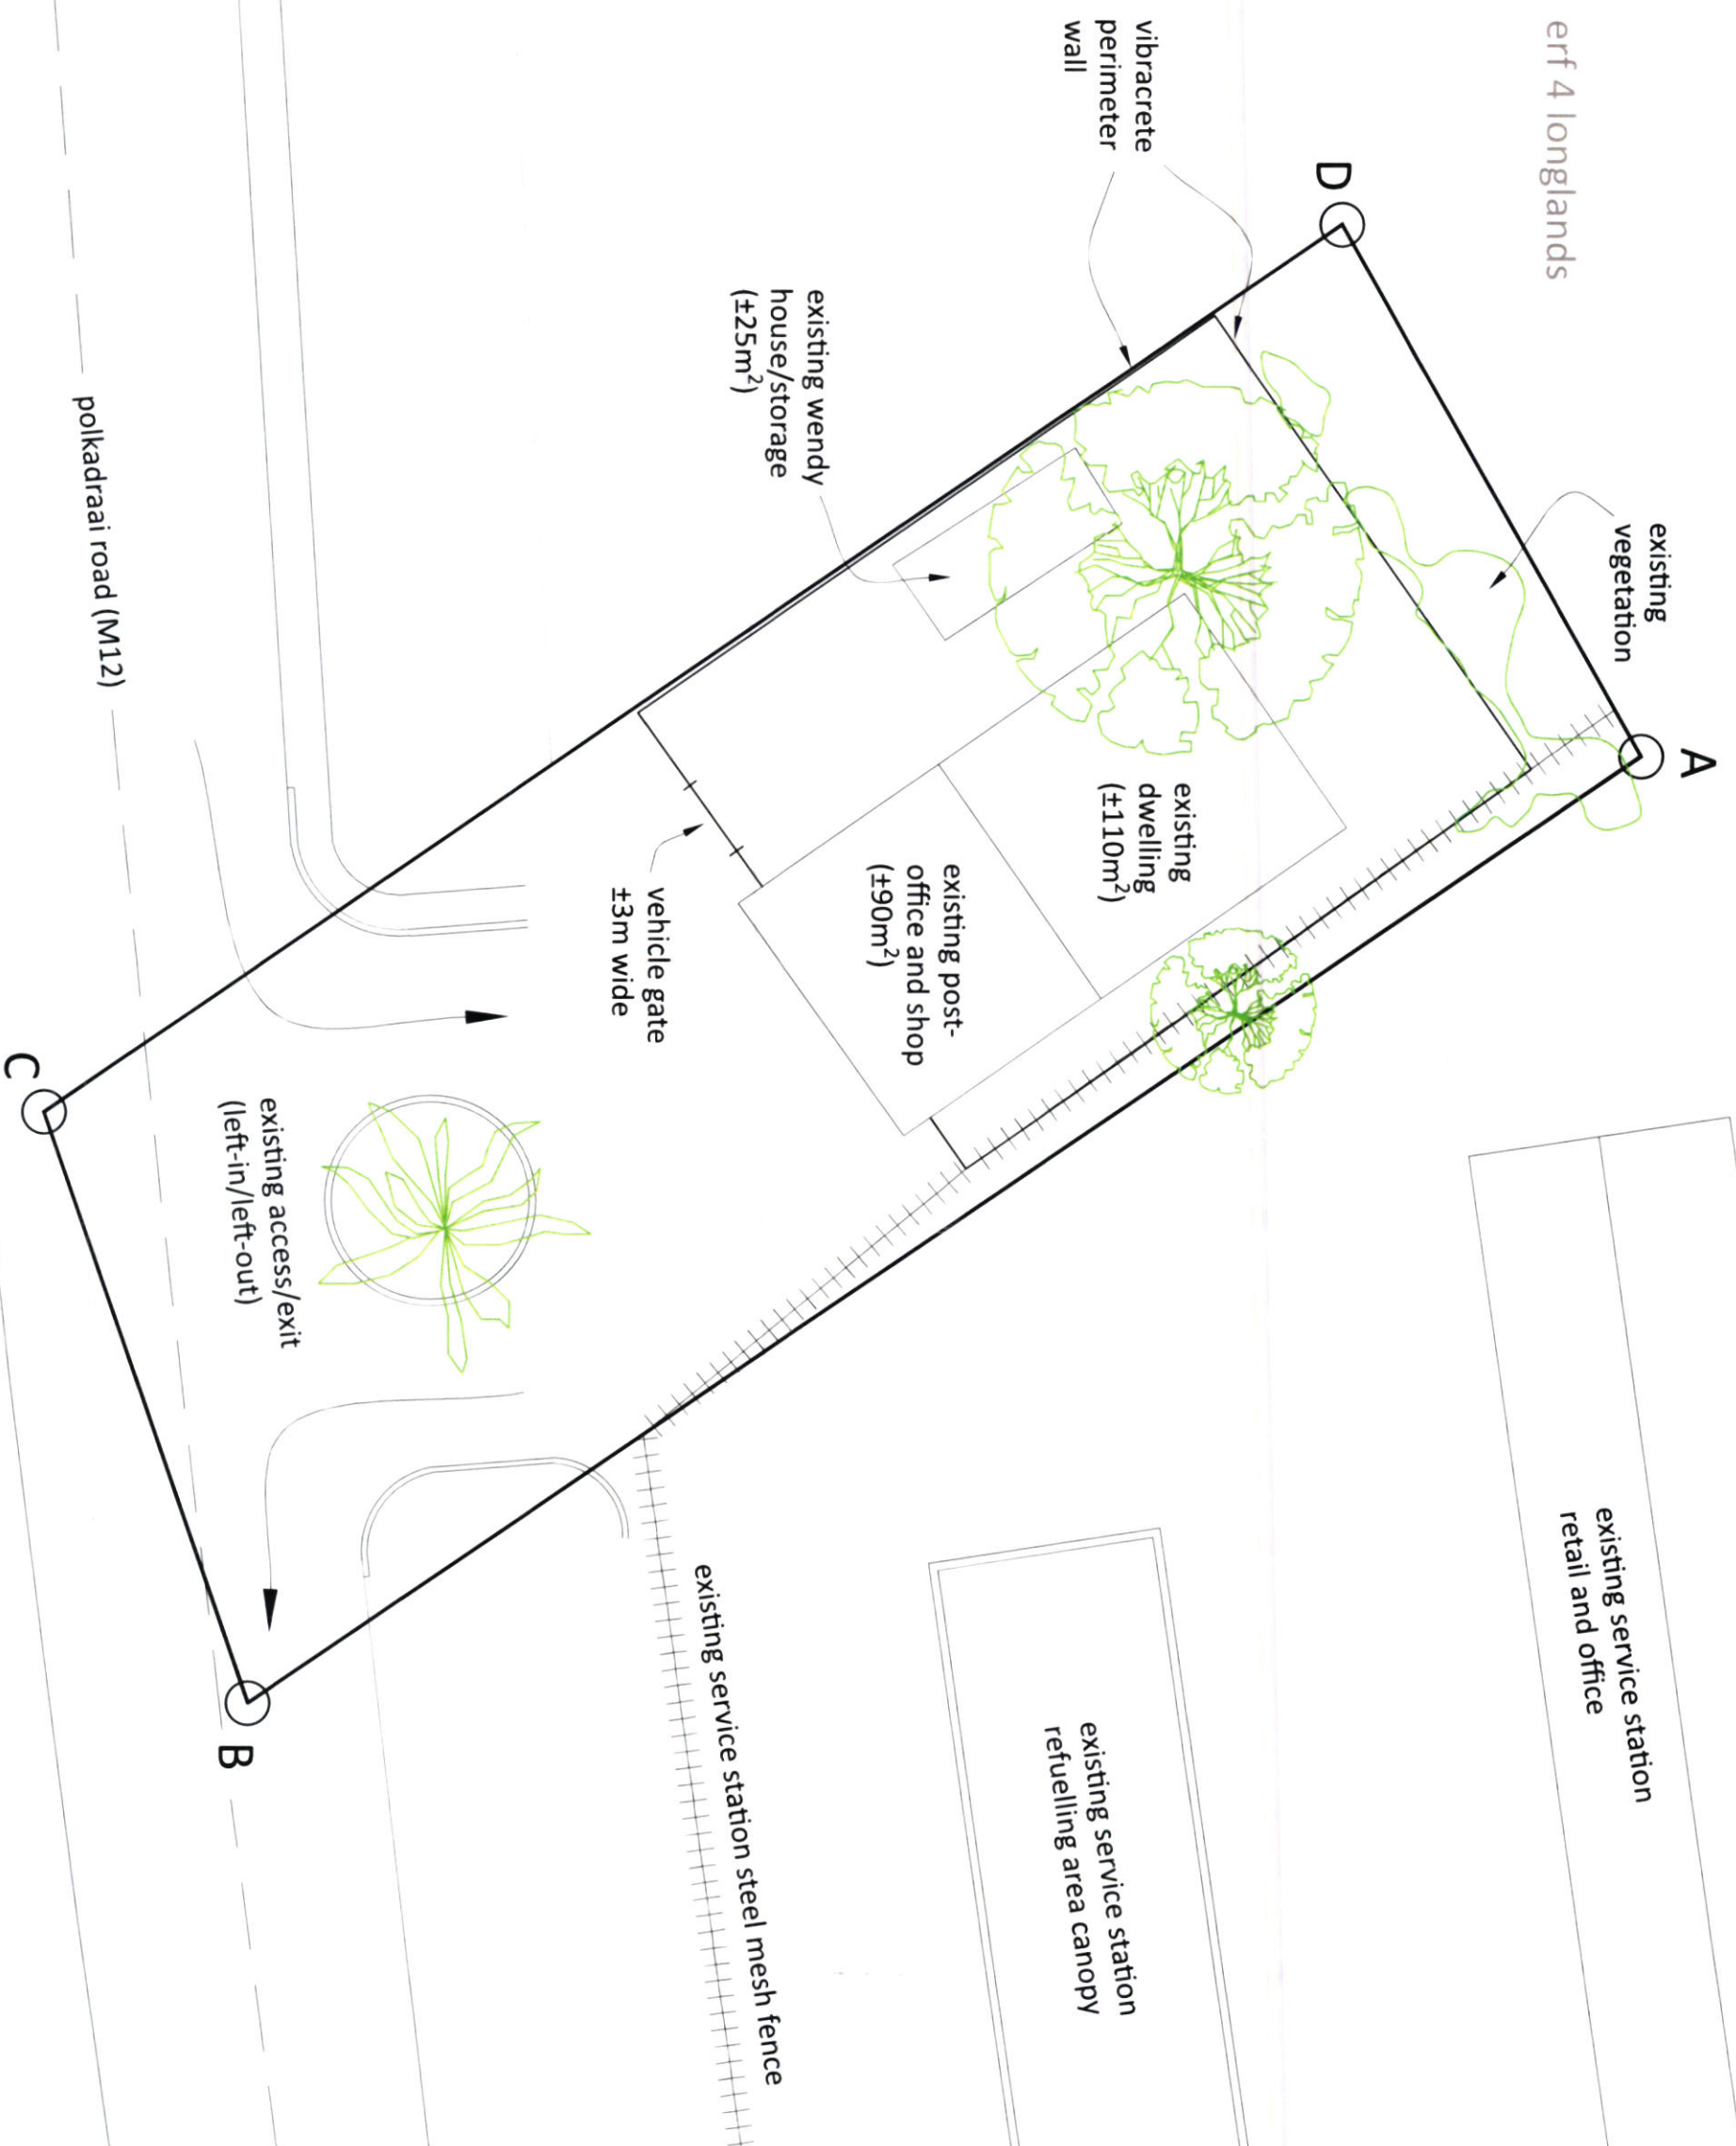 erf 4 longlands
A
existing
vegetation
D
vibracrete
perimeter
wall
existing service station
retail and office
existing
dwelling
(±110m²)
existing post-
office and shop
(±90m²)
existing wendy
house/storage
(±25m²)
vehicle gate
±3m wide
existing service station
refuelling area canopy
existing service station steel mesh fence
existing access/exit
(left-in/left-out)
B
polkadraai road (M12)
C